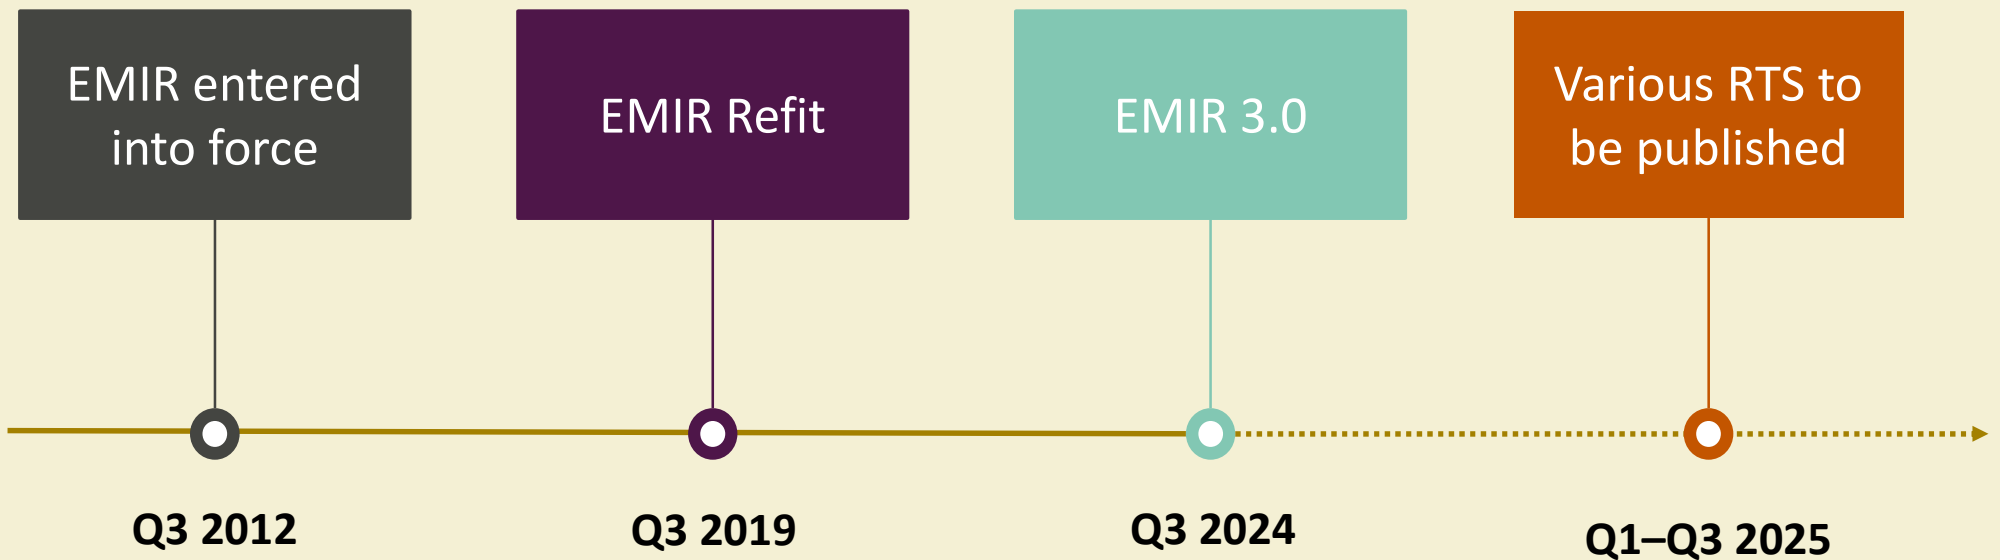 EMIR entered
into force
EMIR Refit
EMIR 3.0
Various RTS to
be published
Q3 2012
Q3 2019
Q3 2024
Q1–Q3 2025